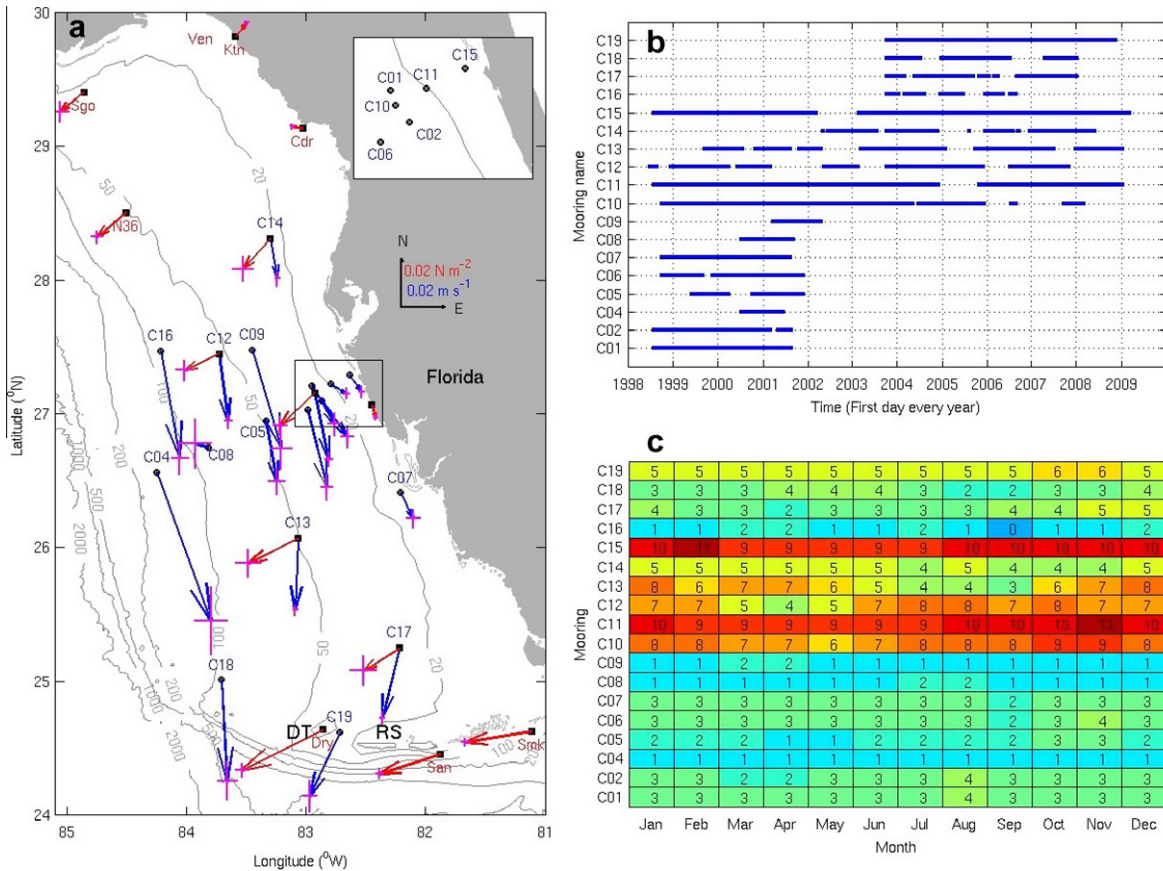 a
30
29
28
27
26
25
24
Latitude (⁰N)
85
84
83
82
81
Longitude (⁰W)
Ven
Ktn
Sgo
Cdr
N36
C14
C16
C12
C09
C05
C04
C08
C07
C13
C17
C18
C19
DT
RS
Dry
San
Smk
Florida
N
E
0.02 N m⁻²
0.02 m s⁻¹
C15
C01
C11
C10
C02
C06
20
50
100
200
500
1000
2000
20
50
100
200
500
1000
2000
50
20
100
1000
2000
b
C19
C18
C17
C16
C15
C14
C13
C12
C11
C10
C09
C08
C07
C06
C05
C04
C02
C01
Mooring name
1998 1999 2000 2001 2002 2003 2004 2005 2006 2007 2008 2009
Time (First day every year)
c
C19 5 5 5 5 5 5 5 5 5 6 6 5
C18 3 3 3 4 4 4 3 2 2 3 3 4
C17 4 3 3 2 3 3 3 3 4 4 5 5
C16 1 1 2 2 1 1 2 1 0 1 1 2
C15 10 11 9 9 9 9 9 10 10 10 10 10
C14 5 5 5 5 5 5 4 5 4 4 4 5
C13 8 6 7 7 6 5 4 4 3 6 7 8
C12 7 7 5 4 5 7 8 8 7 8 7 7
C11 10 10 9 9 9 9 9 10 10 10 11 10
C10 8 8 7 7 6 7 8 8 8 9 9 8
C09 1 1 2 2 1 1 1 1 1 1 1 1
C08 1 1 1 1 1 1 2 2 1 1 1 1
C07 3 3 3 3 3 3 3 3 2 3 3 3
C06 3 3 3 3 3 3 3 3 2 3 4 3
C05 2 2 2 1 1 2 2 2 2 3 3 2
C04 1 1 1 1 1 1 1 1 1 1 1 1
C02 3 3 2 2 3 3 3 4 3 3 3 3
C01 3 3 3 3 3 3 3 4 3 3 3 3
Mooring
Jan Feb Mar Apr May Jun Jul Aug Sep Oct Nov Dec
Month